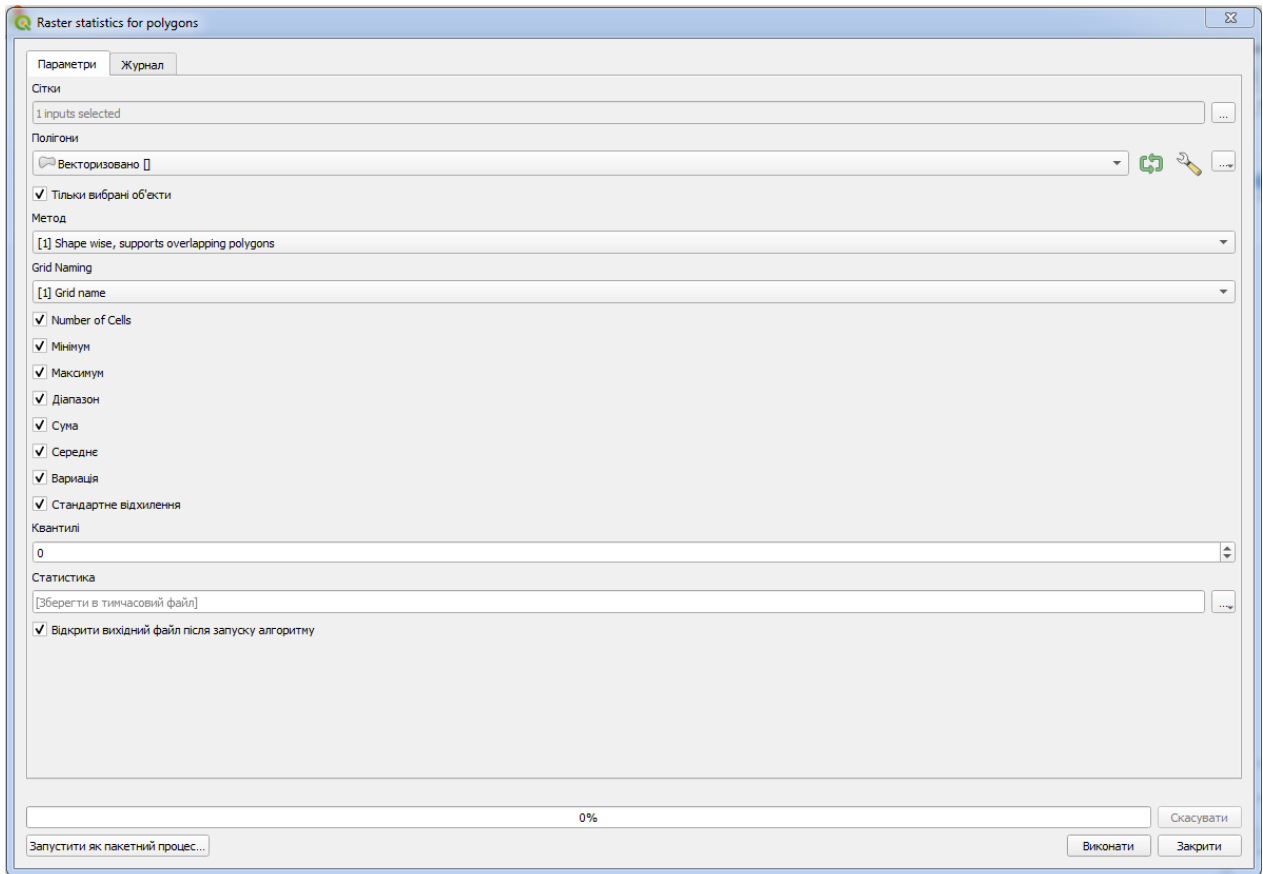 Raster statistics for polygons
Параметри Журнал
Сітки
1 inputs selected
...
Полігони
Векторизовано []
...
Тільки вибрані об'єкти
Метод
[1] Shape wise, supports overlapping polygons
Grid Naming
[1] Grid name
Number of Cells
Мінімум
Максимум
Діапазон
Сума
Середнє
Вариація
Стандартне відхилення
Квантилі
0
Статистика
[Зберегти в тимчасовий файл]
...
Відкрити вихідний файл після запуску алгоритму
0%
Скасувати
Запустити як пакетний процес...
Виконати Закрити